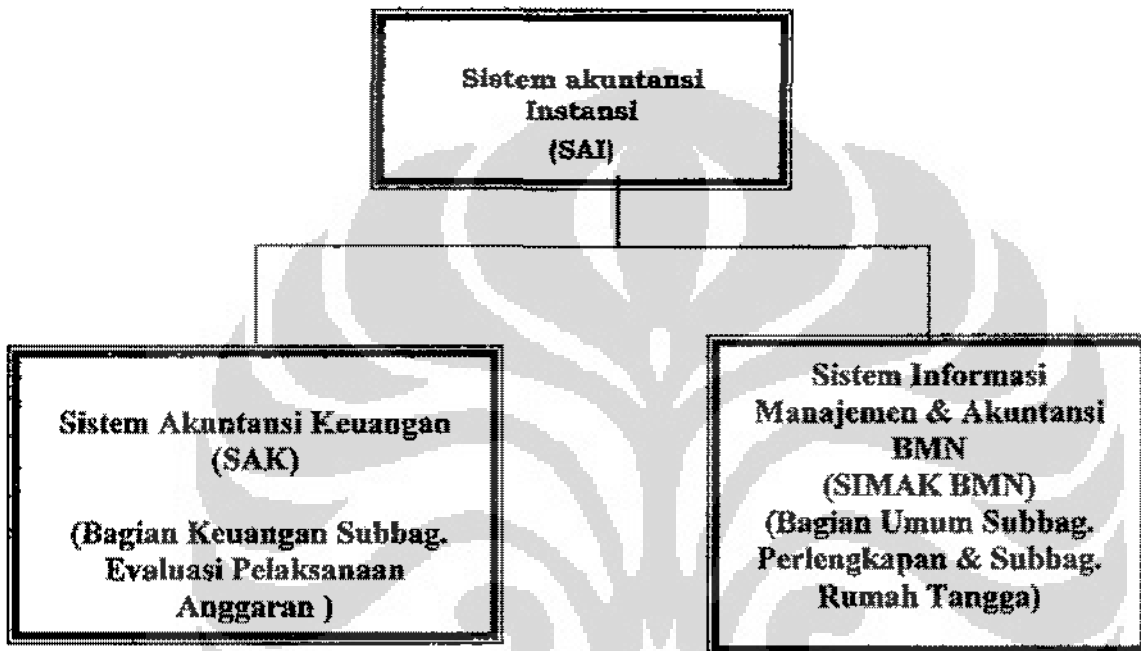 Sistem akuntansi
Instansi
(SAI)
Sistem Akuntansi Keuangan
(SAK)
(Bagian Keuangan Subbag.
Evaluasi Pelaksanaan
Anggaran )
Sistem Informasi
Manajemen & Akuntansi
BMN
(SIMAK BMN)
(Bagian Umum Subbag.
Perlengkapan & Subbag.
Rumah Tangga)